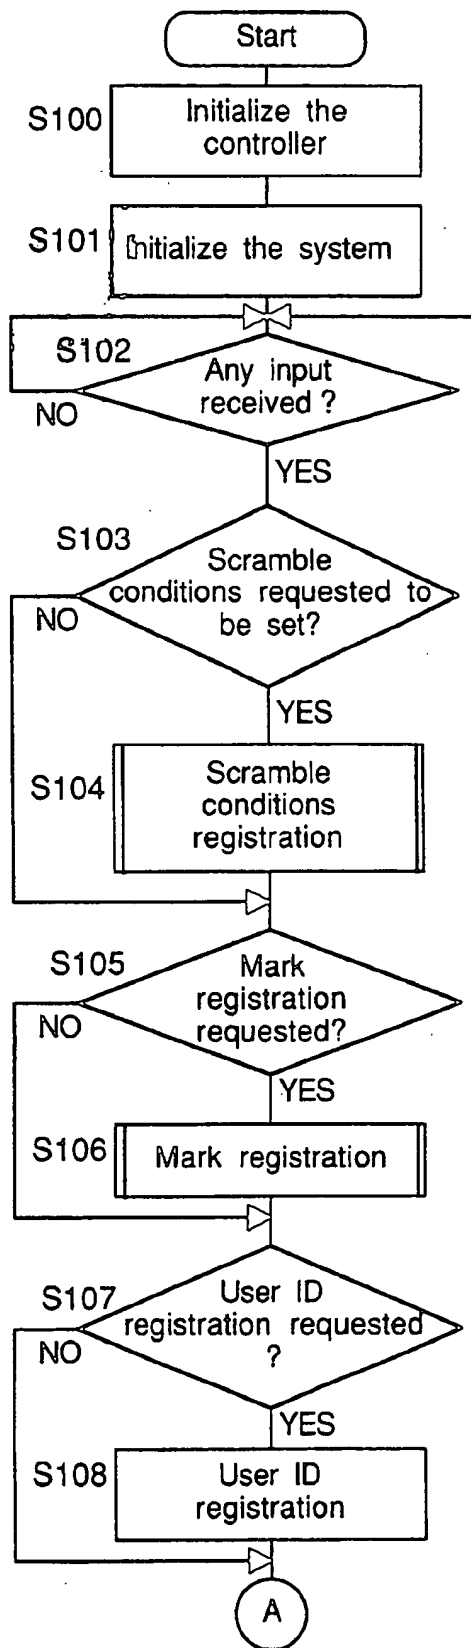 Start
S100
Initialize the
controller
S101
Initialize the system
S102
Any input
received ?
NO
YES
S103
Scramble
conditions requested to
be set?
NO
YES
S104
Scramble
conditions
registration
S105
Mark
registration
requested?
NO
YES
S106
Mark registration
S107
User ID
registration requested
?
NO
YES
S108
User ID
registration
A